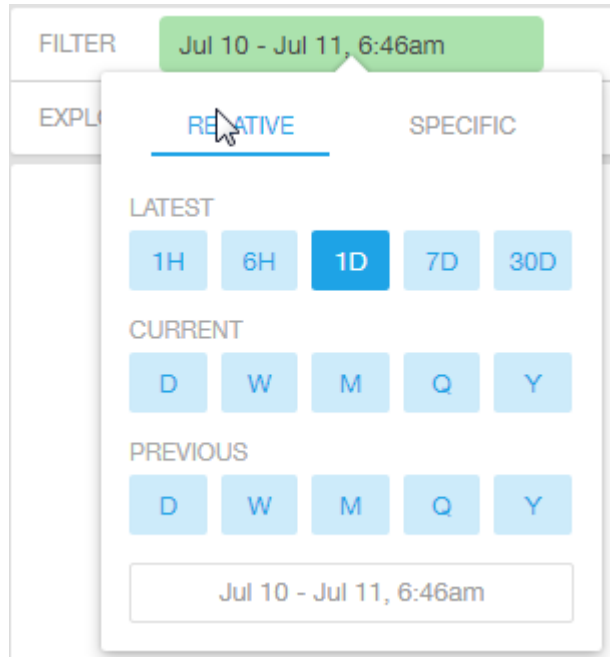 FILTER Jul 10 - Jul 11, 6:46am
RELATIVE SPECIFIC
LATEST
1H 6H 1D 7D 30D
CURRENT
D W M Q Y
PREVIOUS
D W M Q Y
Jul 10 - Jul 11, 6:46am